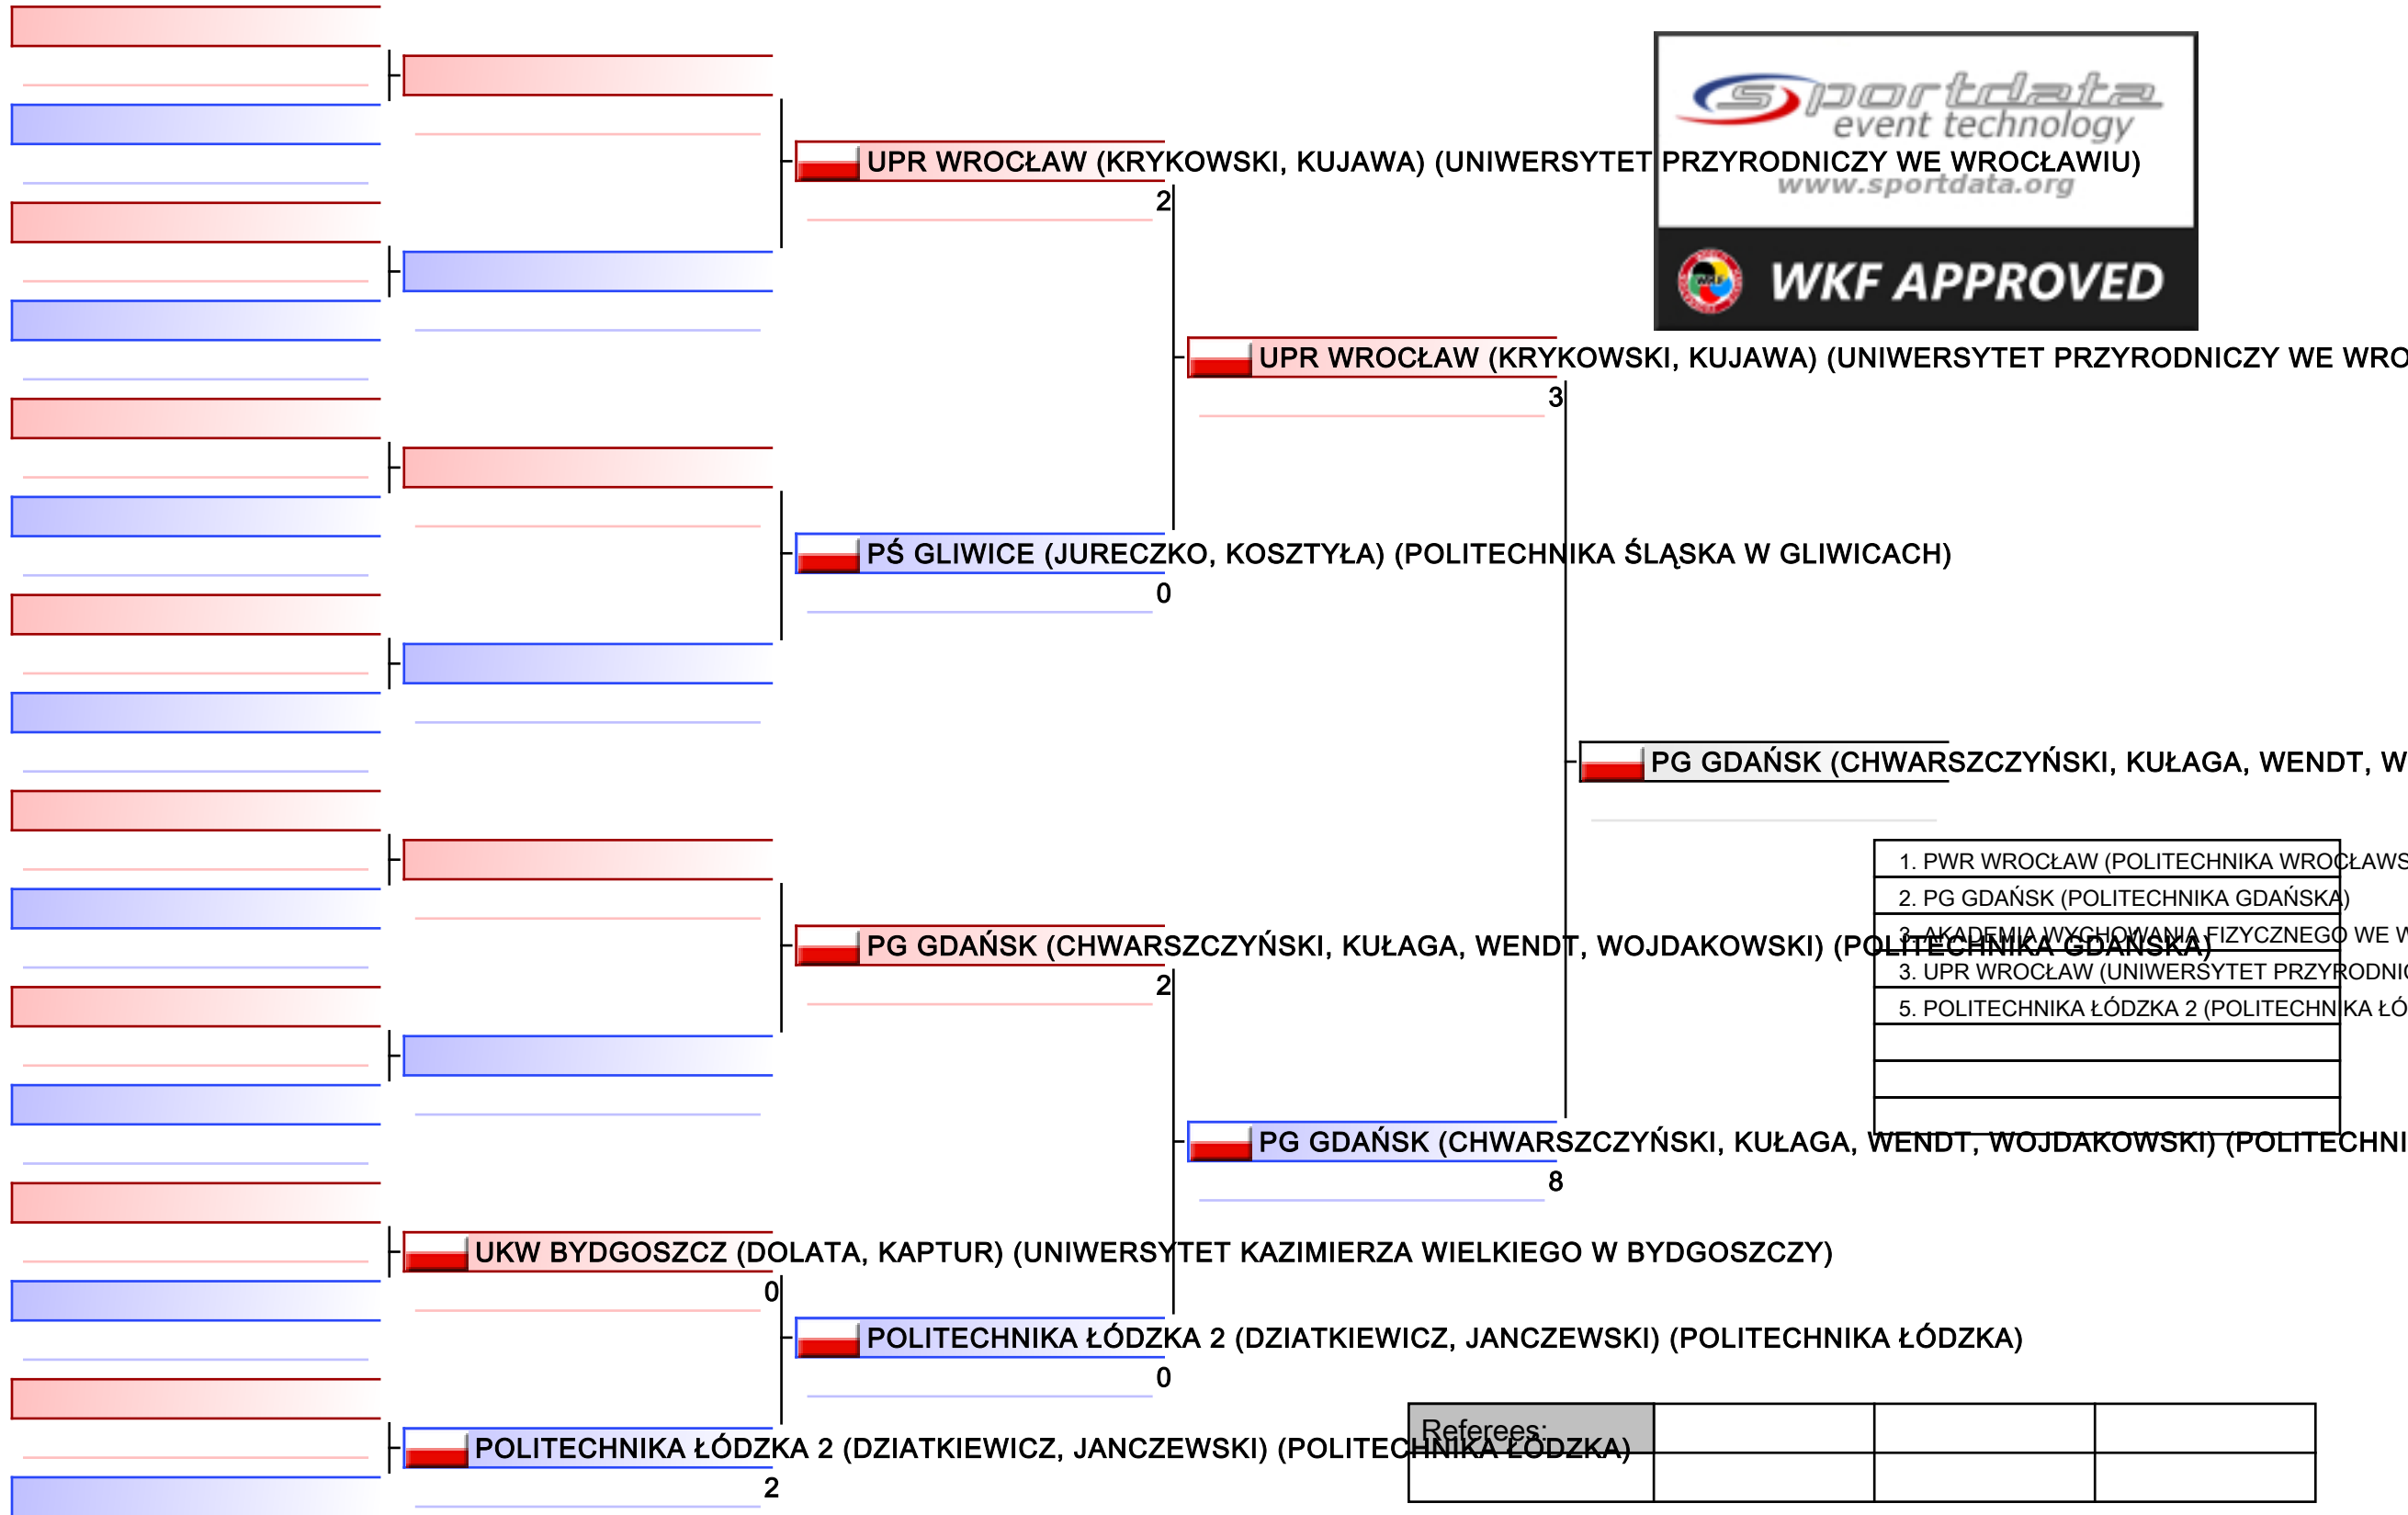 sportdata
event technology
UPR WROCŁAW (KRYKOWSKI, KUJAWA) (UNIWERSYTET PRZYRODNICZY WE WROCŁAWIU)
www.sportdata.org
2
WKF APPROVED
UPR WROCŁAW (KRYKOWSKI, KUJAWA) (UNIWERSYTET PRZYRODNICZY WE WRO
3
PŚ GLIWICE (JURECZKO, KOSZTYŁA) (POLITECHNIKA ŚLĄSKA W GLIWICACH)
0
PG GDAŃSK (CHWARSZCZYŃSKI, KUŁAGA, WENDT, W
1. PWR WROCŁAW (POLITECHNIKA WROCŁAWS
2. PG GDAŃSK (POLITECHNIKA GDAŃSKA)
3. AKADEMIA WYCHOWANIA FIZYCZNEGO WE W
PG GDAŃSK (CHWARSZCZYŃSKI, KUŁAGA, WENDT, WOJDAKOWSKI) (POLITECHNIKA GDAŃSKA)
3. UPR WROCŁAW (UNIWERSYTET PRZYRODNIC
2
5. POLITECHNIKA ŁÓDZKA 2 (POLITECHNIKA ŁÓ
PG GDAŃSK (CHWARSZCZYŃSKI, KUŁAGA, WENDT, WOJDAKOWSKI) (POLITECHNI
8
UKW BYDGOSZCZ (DOLATA, KAPTUR) (UNIWERSYTET KAZIMIERZA WIELKIEGO W BYDGOSZCZY)
0
POLITECHNIKA ŁÓDZKA 2 (DZIATKIEWICZ, JANCZEWSKI) (POLITECHNIKA ŁÓDZKA)
0
Referees:
POLITECHNIKA ŁÓDZKA 2 (DZIATKIEWICZ, JANCZEWSKI) (POLITECHNIKA ŁÓDZKA)
2